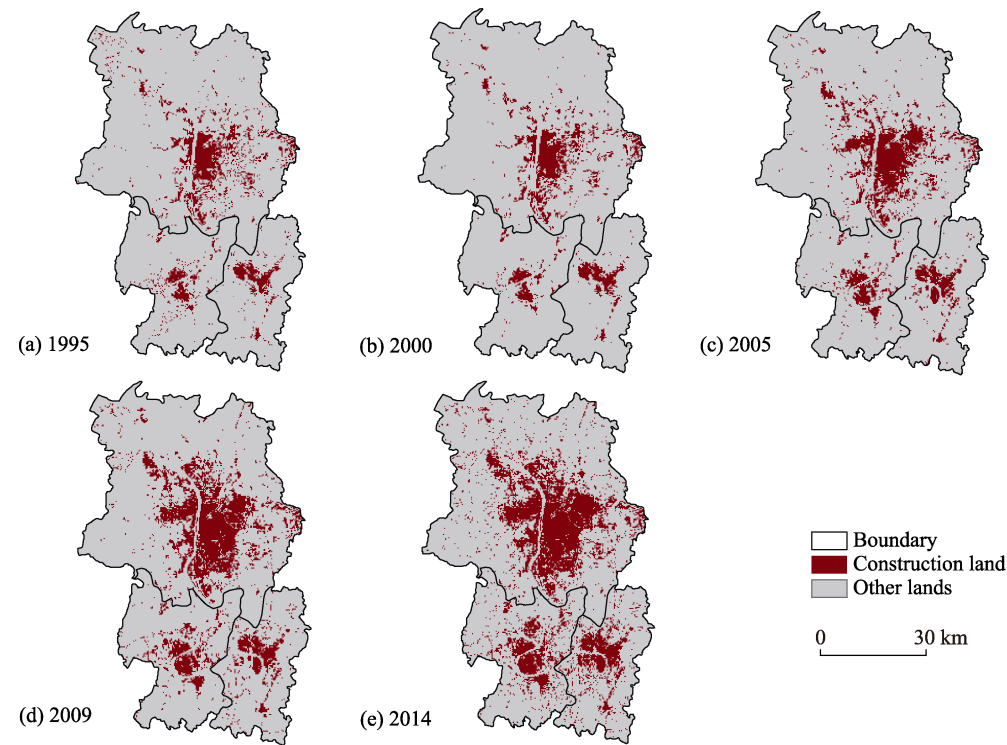 (a) 1995
(b) 2000
(c) 2005
(d) 2009
(e) 2014
Boundary
Construction land
Other lands
0 30 km